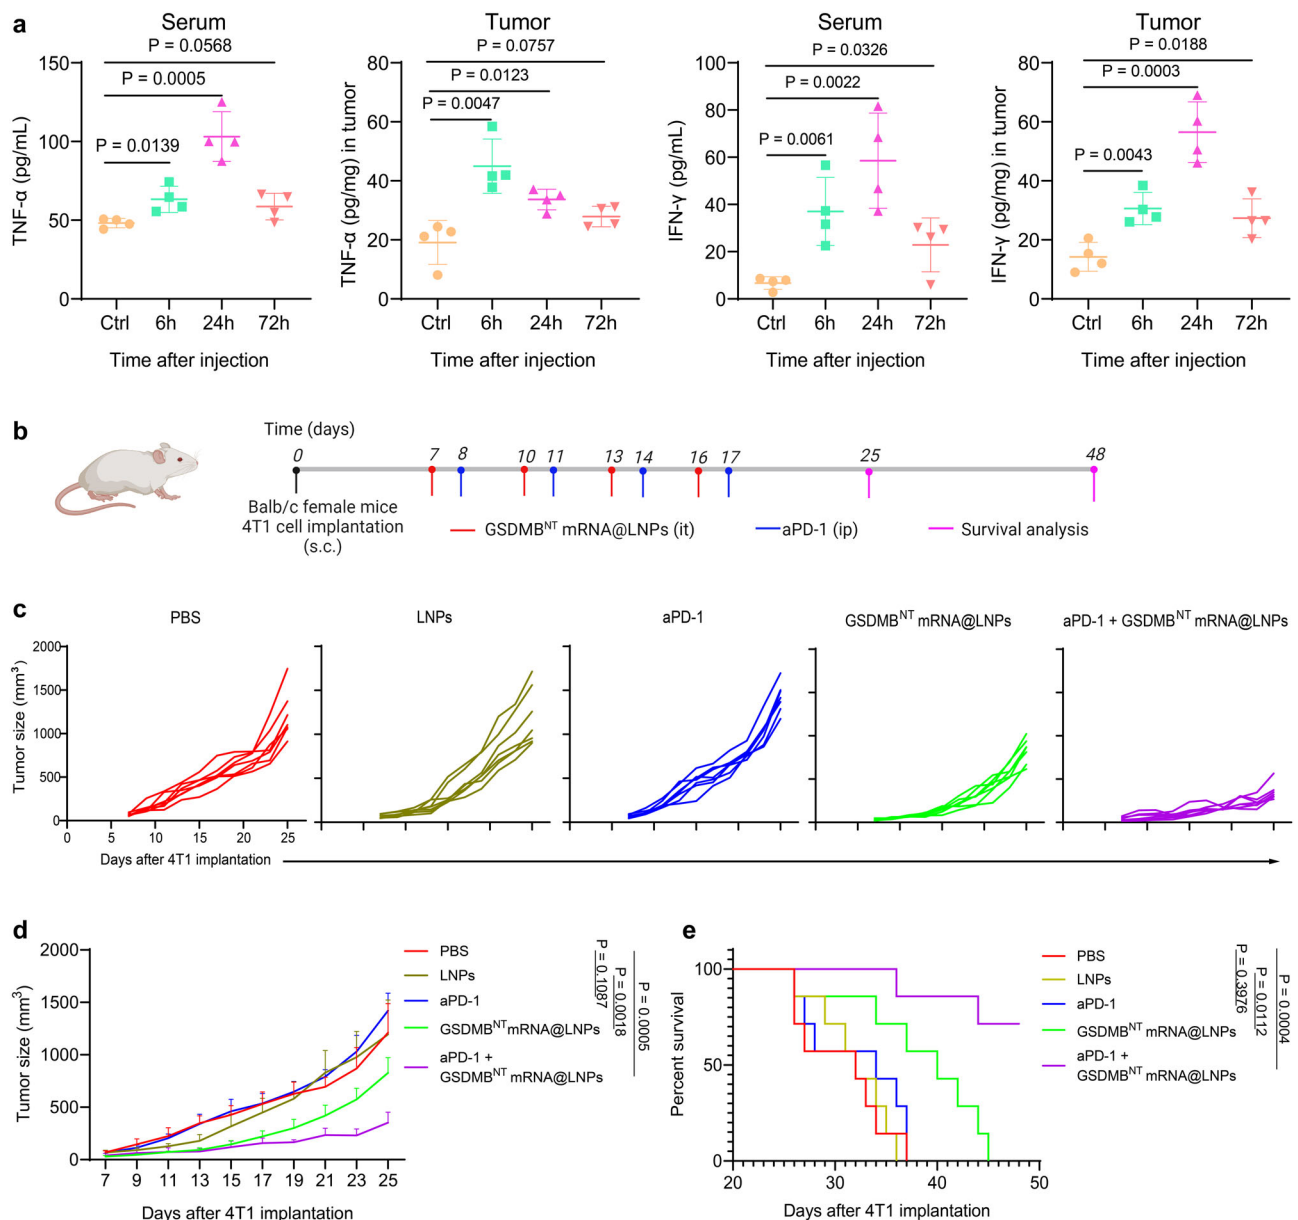 a
Serum
P = 0.0568
P = 0.0005
P = 0.0139
TNF-α (pg/mL)
150
100
50
0
Ctrl 6h 24h 72h
Time after injection
Tumor
P = 0.0757
P = 0.0123
P = 0.0047
TNF-α (pg/mg) in tumor
80
60
40
20
0
Ctrl 6h 24h 72h
Time after injection
Serum
P = 0.0326
P = 0.0022
P = 0.0061
IFN-γ (pg/mL)
100
80
60
40
20
0
Ctrl 6h 24h 72h
Time after injection
Tumor
P = 0.0188
P = 0.0003
P = 0.0043
IFN-γ (pg/mg) in tumor
80
60
40
20
0
Ctrl 6h 24h 72h
Time after injection
b
Time (days)
0 7 8 10 11 13 14 16 17 25 48
Balb/c female mice
4T1 cell implantation
(s.c.)
GSDMB^NT mRNA@LNPs (it)
aPD-1 (ip)
Survival analysis
c
PBS
LNPs
aPD-1
GSDMB^NT mRNA@LNPs
aPD-1 + GSDMB^NT mRNA@LNPs
Tumor size (mm³)
2000
1500
1000
500
0
0 5 10 15 20 25
Days after 4T1 implantation
d
Tumor size (mm³)
2000
1500
1000
500
0
7 9 11 13 15 17 19 21 23 25
Days after 4T1 implantation
PBS
LNPs
aPD-1
GSDMB^NT mRNA@LNPs
aPD-1 +
GSDMB^NT mRNA@LNPs
P = 0.1087
P = 0.0018
P = 0.0005
e
Percent survival
100
50
0
20 30 40 50
Days after 4T1 implantation
PBS
LNPs
aPD-1
GSDMB^NT mRNA@LNPs
aPD-1 +
GSDMB^NT mRNA@LNPs
P = 0.3976
P = 0.0112
P = 0.0004